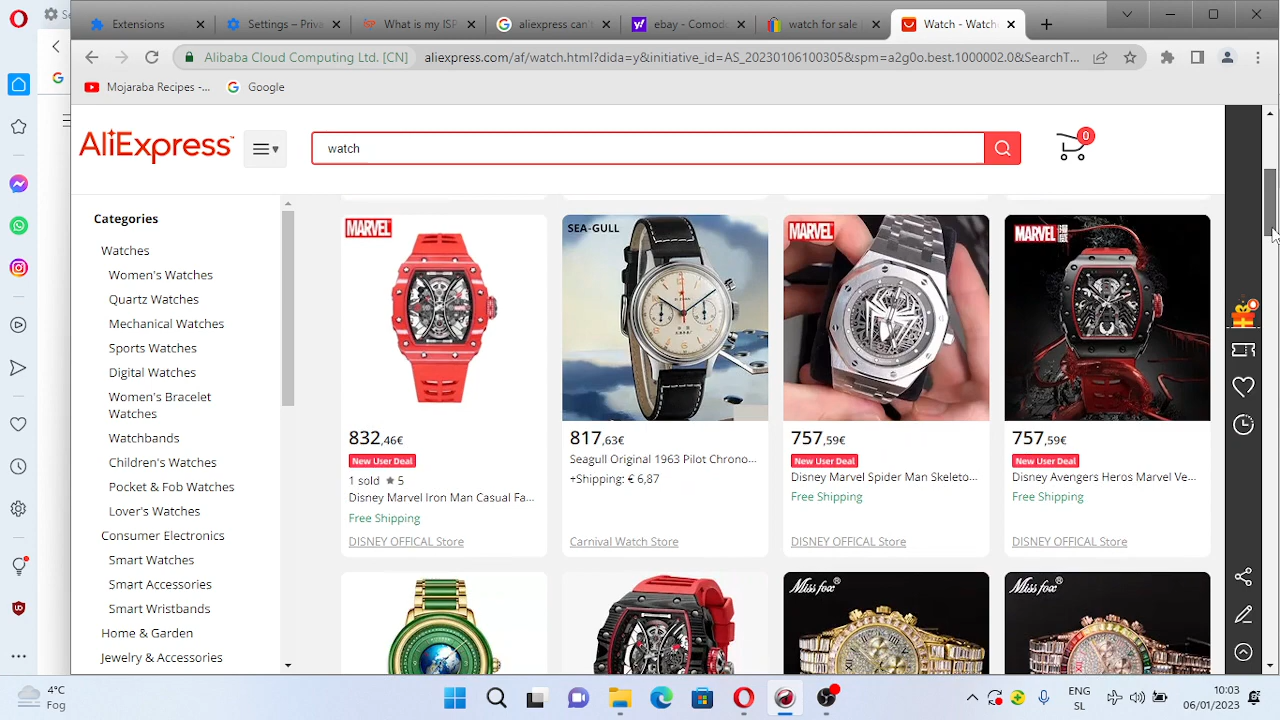 Se
Extensions
Settings – Priva
What is my ISP
aliexpress can't
ebay - Comod
watch for sale
Watch - Watch
Alibaba Cloud Computing Ltd. [CN]
aliexpress.com/af/watch.html?dida=y&initiative_id=AS_20230106100305&spm=a2g0o.best.1000002.0&SearchT...
Mojaraba Recipes -...
Google
AliExpress™
watch
0
Categories
Watches
Women's Watches
Quartz Watches
Mechanical Watches
Sports Watches
Digital Watches
Women's Bracelet
Watches
Watchbands
Children's Watches
Pocket & Fob Watches
Lover's Watches
Consumer Electronics
Smart Watches
Smart Accessories
Smart Wristbands
Home & Garden
Jewelry & Accessories
MARVEL
832,46€
New User Deal
1 sold ★ 5
Disney Marvel Iron Man Casual Fa...
Free Shipping
DISNEY OFFICAL Store
SEA-GULL
817,63€
Seagull Original 1963 Pilot Chrono...
+Shipping: € 6,87
Carnival Watch Store
MARVEL
757,59€
New User Deal
Disney Marvel Spider Man Skeleto...
Free Shipping
DISNEY OFFICAL Store
MARVEL
757,59€
New User Deal
Disney Avengers Heros Marvel Ve...
Free Shipping
DISNEY OFFICAL Store
Miss fox®
Miss fox®
4°C
Fog
ENG
SL
10:03
06/01/2023